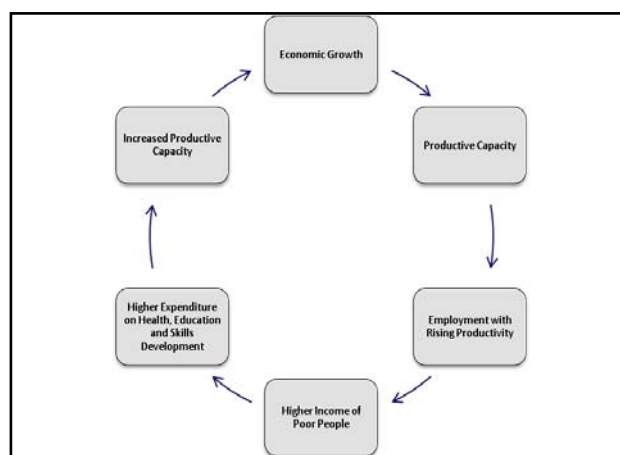 Economic Growth
Productive Capacity
Employment with
Rising Productivity
Higher Income of
Poor People
Higher Expenditure
on Health, Education
and Skills
Development
Increased Productive
Capacity